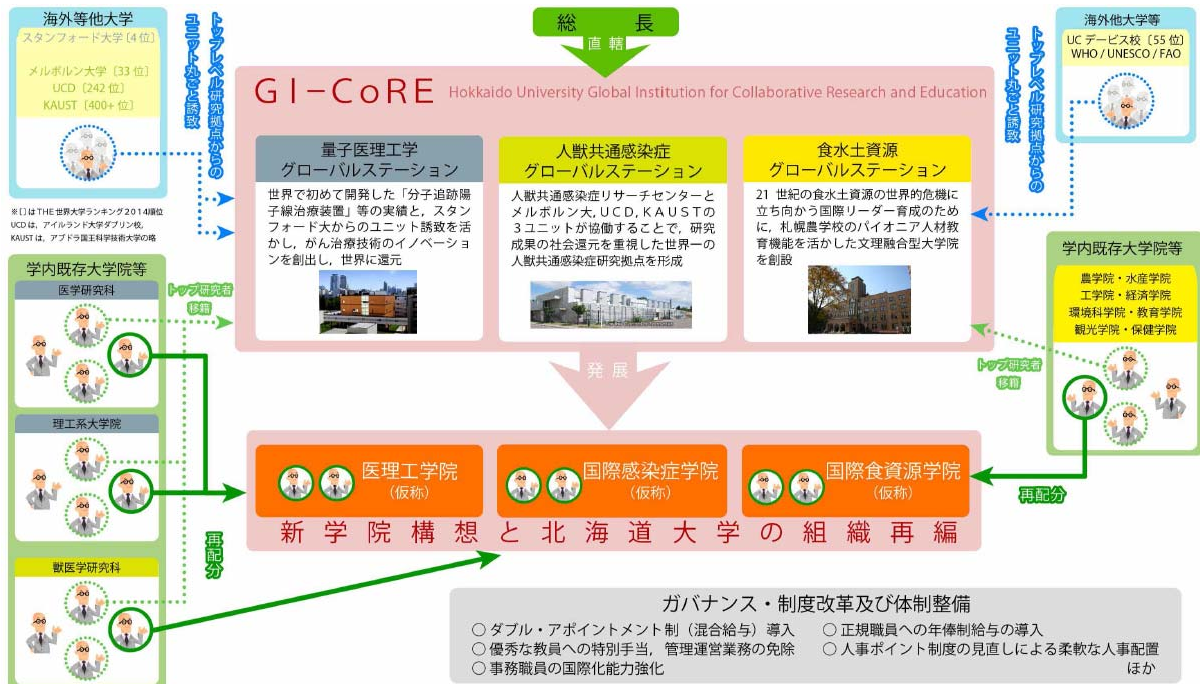 海外等他大学
スタンフォード大学〔4位〕
メルボルン大学〔33位〕
UCD〔242位〕
KAUST〔400+位〕
トップレベル研究拠点からの
ユニット丸ごと誘致
※[ ]はTHE世界大学ランキング2014順位
UCDは，アイルランド大学ダブリン校，
KAUSTは，アブドラ国王科学技術大学の略
総長
直轄
海外他大学等
UCデービス校〔55位〕
WHO / UNESCO / FAO
トップレベル研究拠点からの
ユニット丸ごと誘致
GI-CoRE Hokkaido University Global Institution for Collaborative Research and Education
量子医理工学
グローバルステーション
世界で初めて開発した「分子追跡陽
子線治療装置」等の実績と，スタン
フォード大からのユニット誘致を活
かし，がん治療技術のイノベーショ
ンを創出し，世界に還元
人獣共通感染症
グローバルステーション
人獣共通感染症リサーチセンターと
メルボルン大，UCD，KAUSTの
3ユニットが協働することで，研究
成果の社会還元を重視した世界一の
人獣共通感染症研究拠点を形成
食水土資源
グローバルステーション
21世紀の食水土資源の世界的危機に
立ち向かう国際リーダー育成のため
に，札幌農学校のパイオニア人材教
育機能を活かした文理融合型大学院
を創設
学内既存大学院等
医学研究科
理工系大学院
獣医学研究科
トップ研究者
移籍
再配分
学内既存大学院等
農学院・水産学院
工学院・経済学院
環境科学院・教育学院
観光学院・保健学院
トップ研究者
移籍
再配分
発展
医理工学院
（仮称）
国際感染症学院
（仮称）
国際食資源学院
（仮称）
新学院構想と北海道大学の組織再編
ガバナンス・制度改革及び体制整備
○ダブル・アポイントメント制（混合給与）導入
○優秀な教員への特別手当，管理運営業務の免除
○事務職員の国際化能力強化
○正規職員への年俸制給与の導入
○人事ポイント制度の見直しによる柔軟な人事配置
ほか